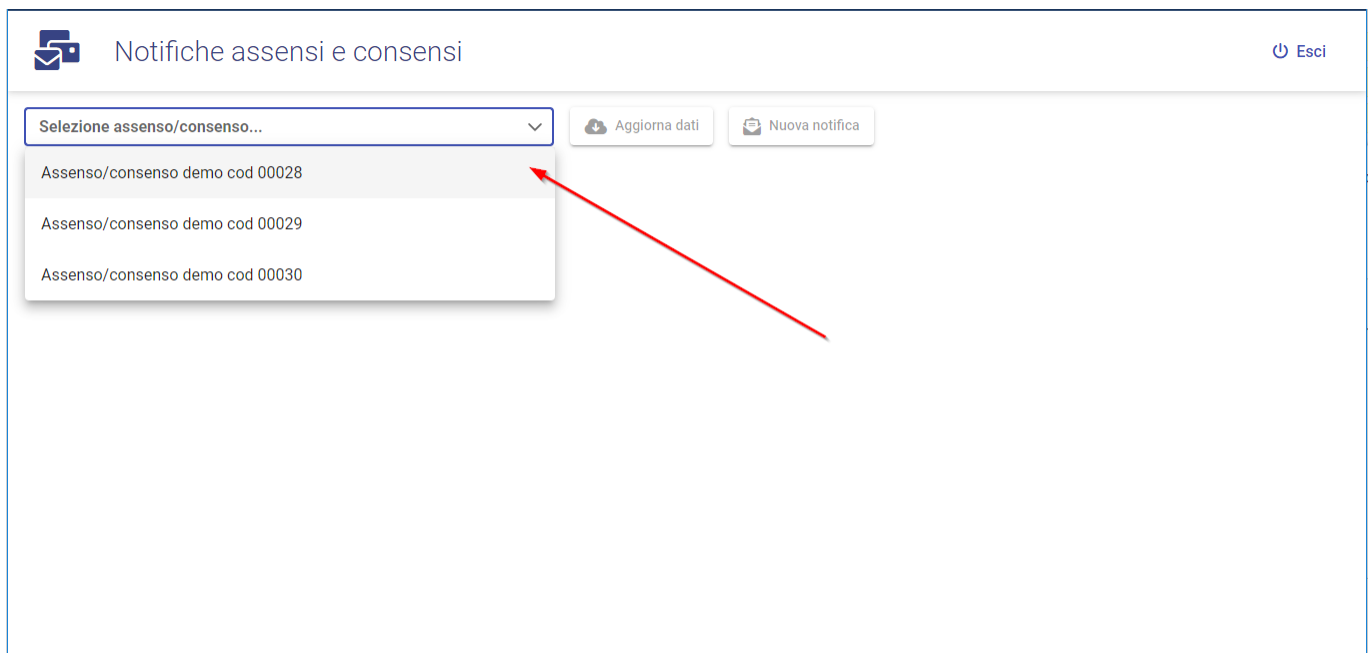 Notifiche assensi e consensi
Esci
Selezione assenso/consenso...
Aggiorna dati
Nuova notifica
Assenso/consenso demo cod 00028
Assenso/consenso demo cod 00029
Assenso/consenso demo cod 00030